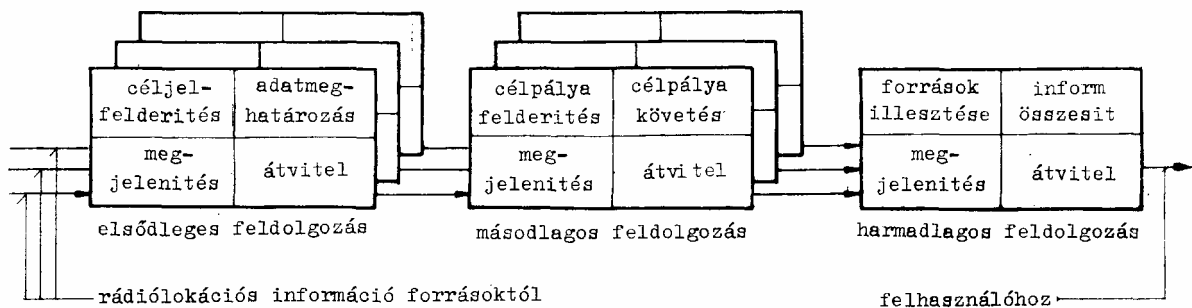 céljel-
felderités
adatmeg-
határozás
meg-
jelenités
átvitel
elsődleges feldolgozás
célpálya
felderités
célpálya
követés
meg-
jelenités
átvitel
másodlagos feldolgozás
források
illesztése
inform
összesit
meg-
jelenités
átvitel
harmadlagos feldolgozás
rádiólokációs információ forrásoktól
felhasználóhoz